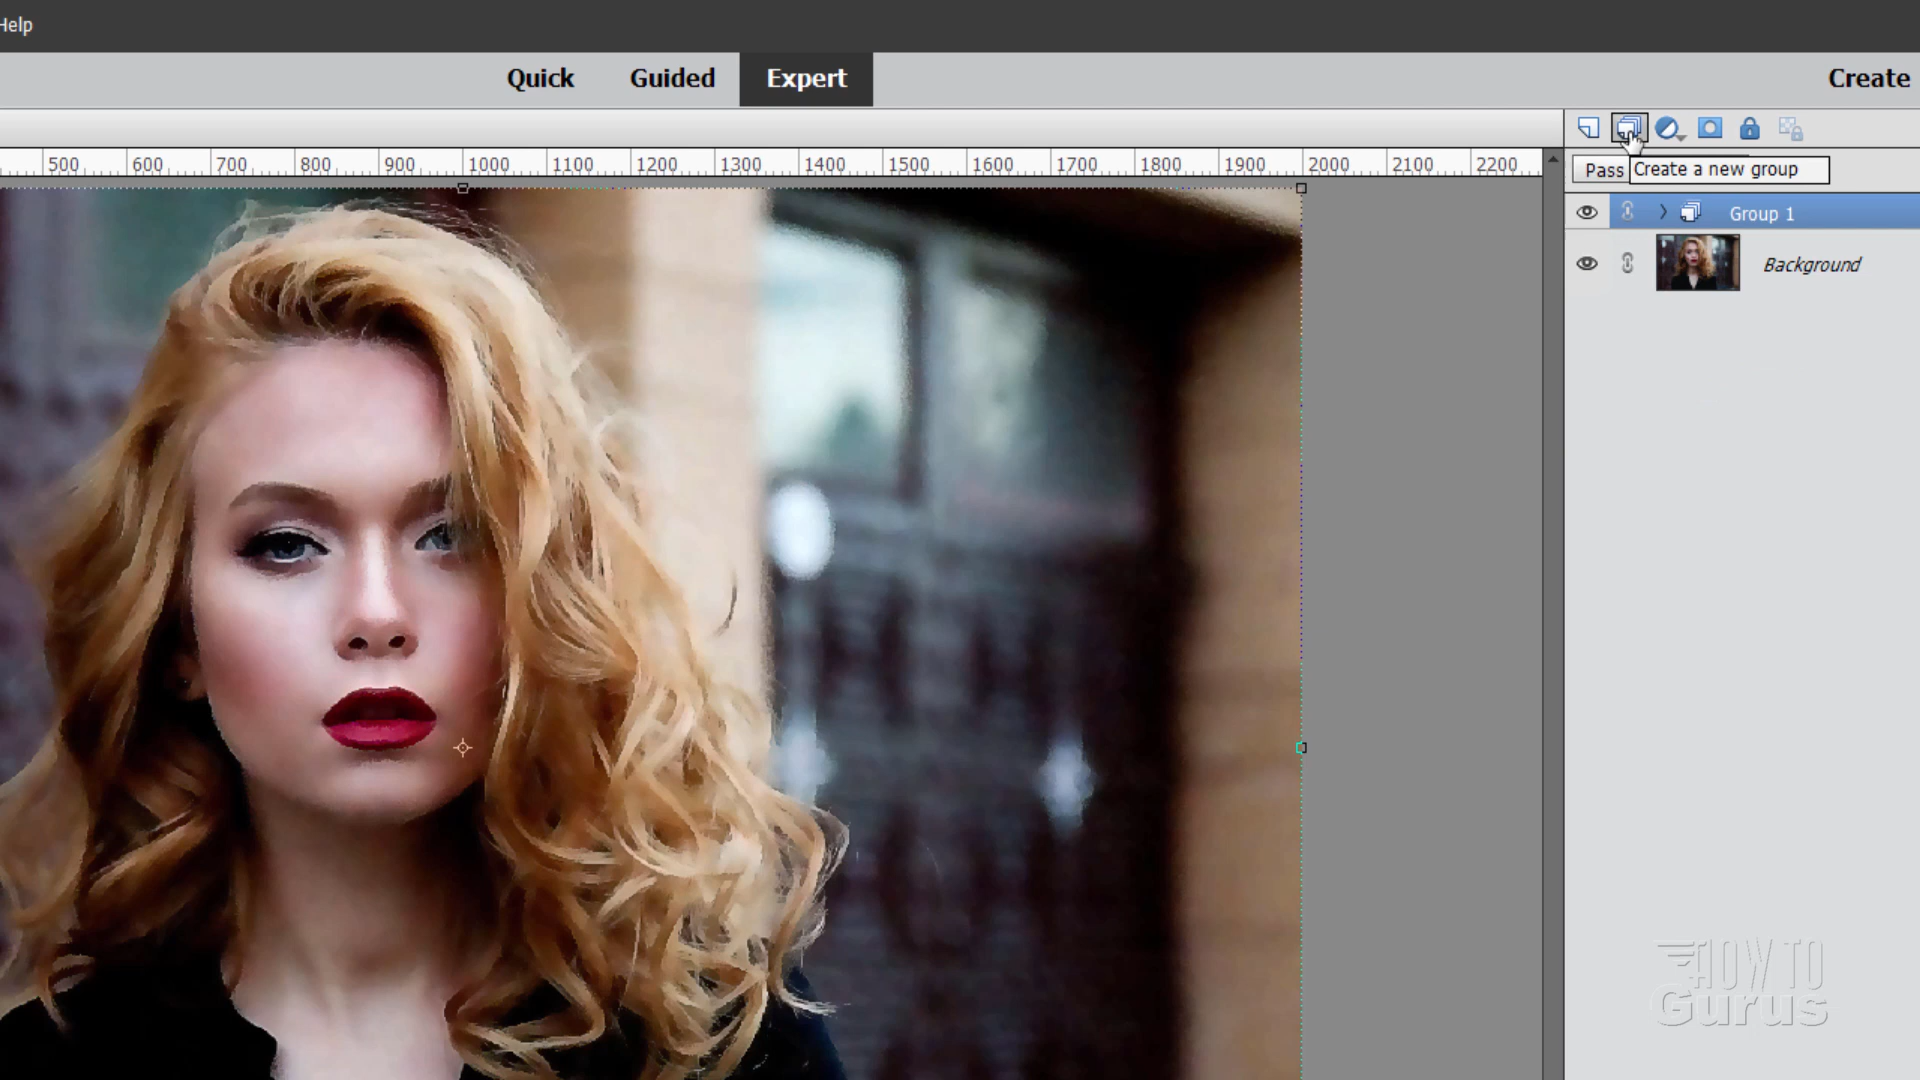 Help
Quick Guided Expert Create
500 600 700 800 900 1000 1100 1200 1300 1400 1500 1600 1700 1800 1900 2000 2100 2200
Pass
Create a new group
Group 1
Background
HOW TO
Gurus